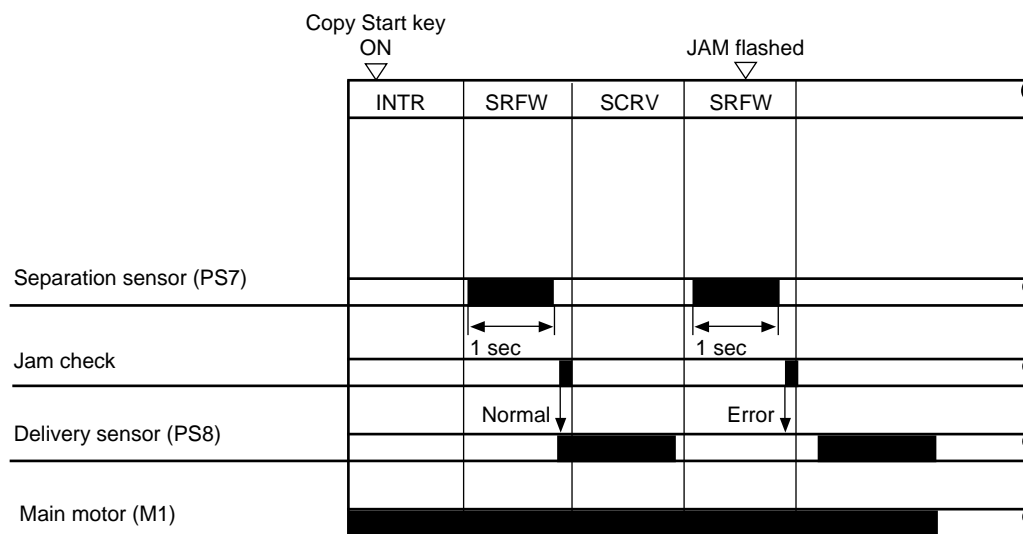 Copy Start key
ON
JAM flashed
INTR SRFW SCRV SRFW
Separation sensor (PS7)
1 sec 1 sec
Jam check
Normal Error
Delivery sensor (PS8)
Main motor (M1)